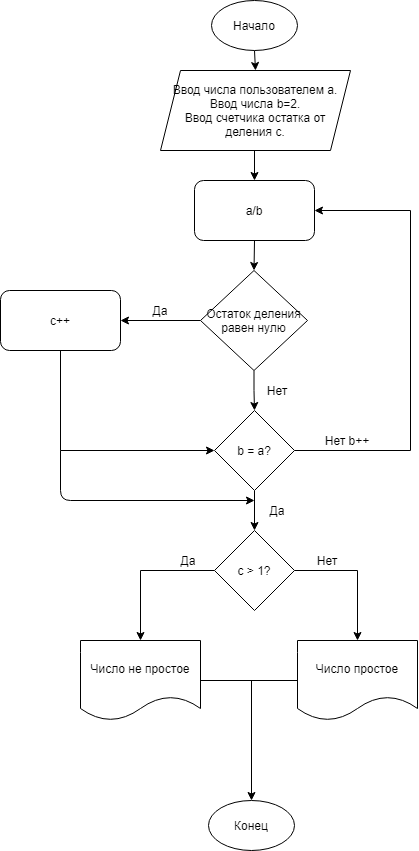 Начало
Ввод числа пользователем a.
Ввод числа b=2.
Ввод счетчика остатка от
деления c.
a/b
Остаток деления
равен нулю
Да
c++
Нет
b = a?
Нет b++
Да
c > 1?
Да
Нет
Число не простое
Число простое
Конец